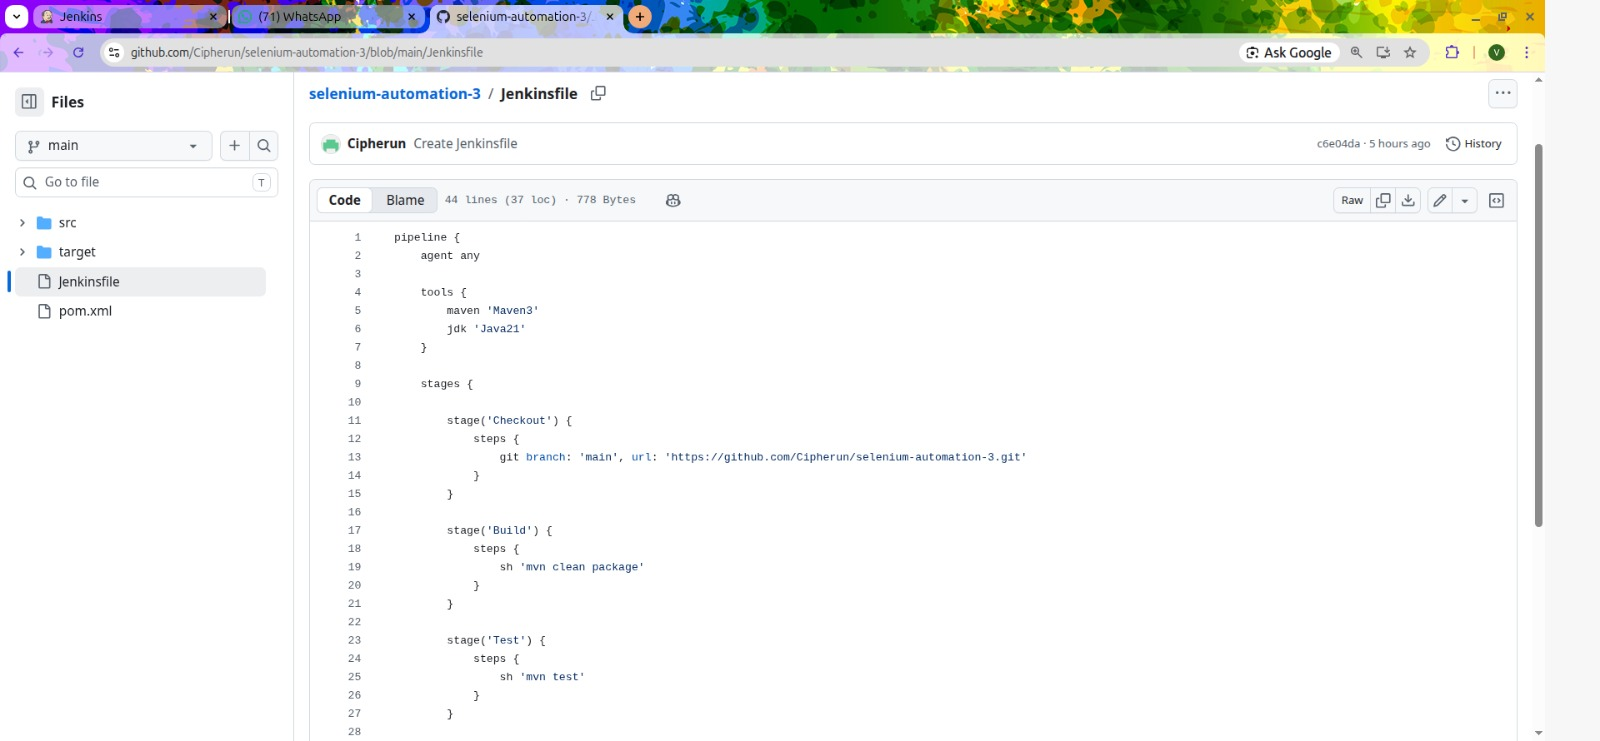 Jenkins
(71) WhatsApp
selenium-automation-3/
github.com/Cipherun/selenium-automation-3/blob/main/Jenkinsfile
Ask Google
V
Files
main
Go to file
T
src
target
Jenkinsfile
pom.xml
selenium-automation-3 / Jenkinsfile
Cipherun Create Jenkinsfile
c6e04da · 5 hours ago
History
Code Blame 44 lines (37 loc) · 778 Bytes
Raw
1 pipeline {
2 agent any
3
4 tools {
5 maven 'Maven3'
6 jdk 'Java21'
7 }
8
9 stages {
10
11 stage('Checkout') {
12 steps {
13 git branch: 'main', url: 'https://github.com/Cipherun/selenium-automation-3.git'
14 }
15 }
16
17 stage('Build') {
18 steps {
19 sh 'mvn clean package'
20 }
21 }
22
23 stage('Test') {
24 steps {
25 sh 'mvn test'
26 }
27 }
28